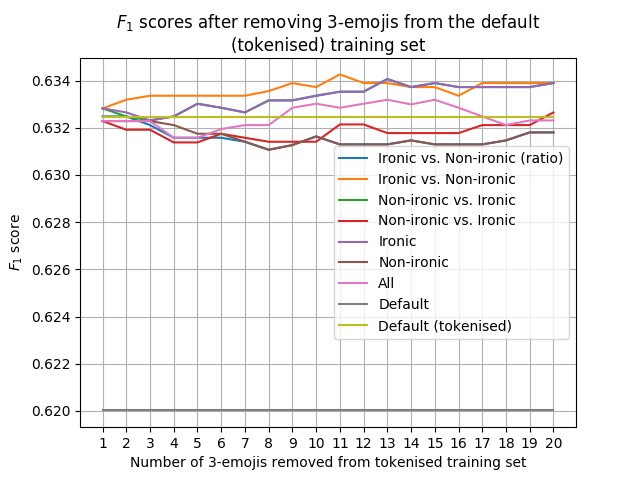 F₁ scores after removing 3-emojis from the default
(tokenised) training set
0.634
0.632
0.630
0.628
0.626
0.624
0.622
0.620
F₁ score
Ironic vs. Non-ironic (ratio)
Ironic vs. Non-ironic
Non-ironic vs. Ironic
Non-ironic vs. Ironic
Ironic
Non-ironic
All
Default
Default (tokenised)
1 2 3 4 5 6 7 8 9 10 11 12 13 14 15 16 17 18 19 20
Number of 3-emojis removed from tokenised training set